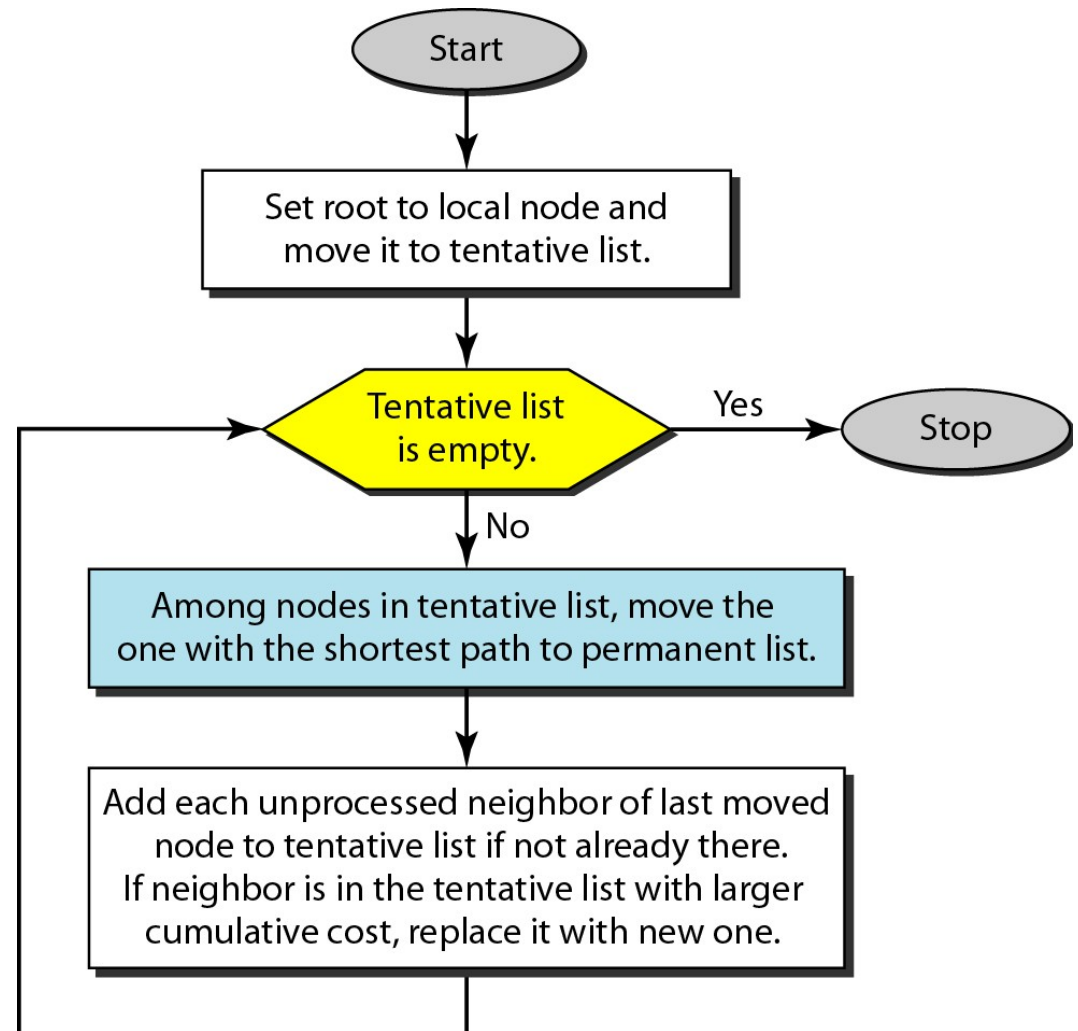 Start
Set root to local node and
move it to tentative list.
Tentative list
is empty.
Yes
Stop
No
Among nodes in tentative list, move the
one with the shortest path to permanent list.
Add each unprocessed neighbor of last moved
node to tentative list if not already there.
If neighbor is in the tentative list with larger
cumulative cost, replace it with new one.